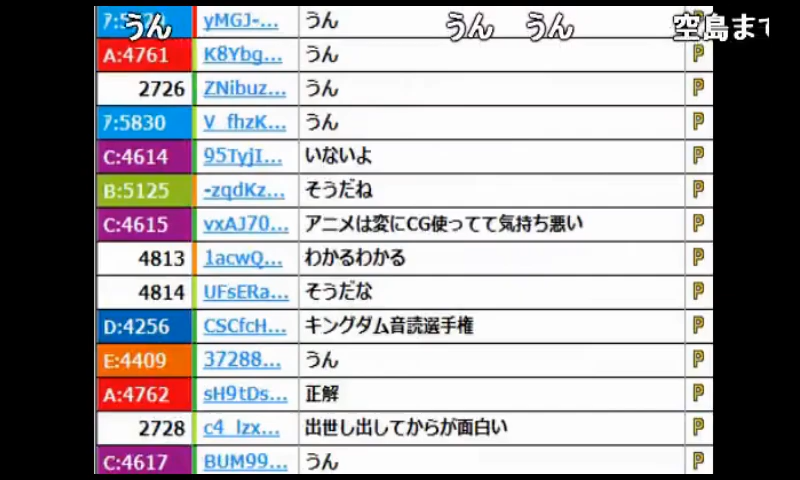 うん うん うん 空島まで
yMGJ-... うん P
A:4761 K8Ybg... うん P
2726 ZNibuz... うん P
ｱ:5830 V_fhzK... うん P
C:4614 95TyjI... いないよ P
B:5125 -zqdKz... そうだね P
C:4615 vxAJ70... アニメは変にCG使ってて気持ち悪い P
4813 1acwQ... わかるわかる P
4814 UFsERa... そうだな P
D:4256 CSCfcH... キングダム音読選手権 P
E:4409 37288... うん P
A:4762 sH9tDs... 正解 P
2728 c4_lzx... 出世し出してからが面白い P
C:4617 BUM99... うん P